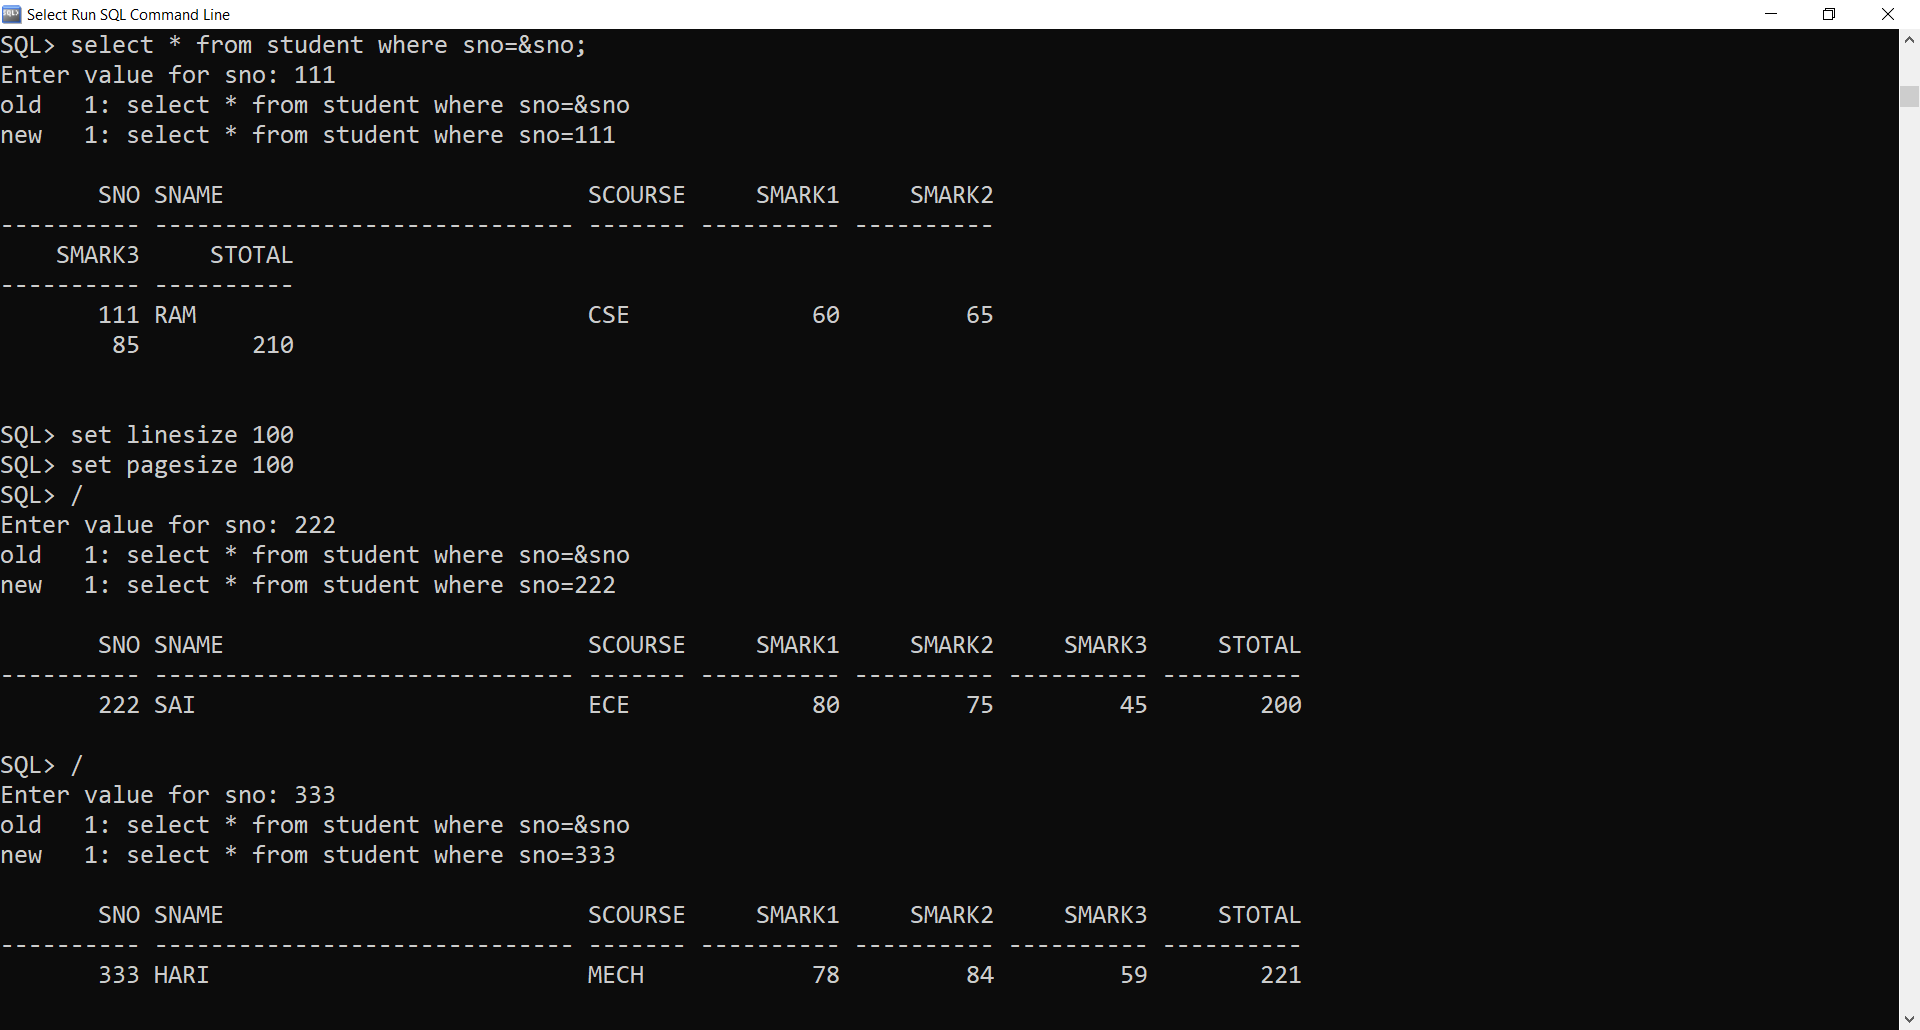 Select Run SQL Command Line
SQL> select * from student where sno=&sno;
Enter value for sno: 111
old   1: select * from student where sno=&sno
new   1: select * from student where sno=111

       SNO SNAME                          SCOURSE     SMARK1     SMARK2
---------- ------------------------------ ------- ---------- ----------
    SMARK3     STOTAL
---------- ----------
       111 RAM                            CSE             60         65
        85        210


SQL> set linesize 100
SQL> set pagesize 100
SQL> /
Enter value for sno: 222
old   1: select * from student where sno=&sno
new   1: select * from student where sno=222

       SNO SNAME                          SCOURSE     SMARK1     SMARK2     SMARK3     STOTAL
---------- ------------------------------ ------- ---------- ---------- ---------- ----------
       222 SAI                            ECE             80         75         45        200

SQL> /
Enter value for sno: 333
old   1: select * from student where sno=&sno
new   1: select * from student where sno=333

       SNO SNAME                          SCOURSE     SMARK1     SMARK2     SMARK3     STOTAL
---------- ------------------------------ ------- ---------- ---------- ---------- ----------
       333 HARI                           MECH            78         84         59        221